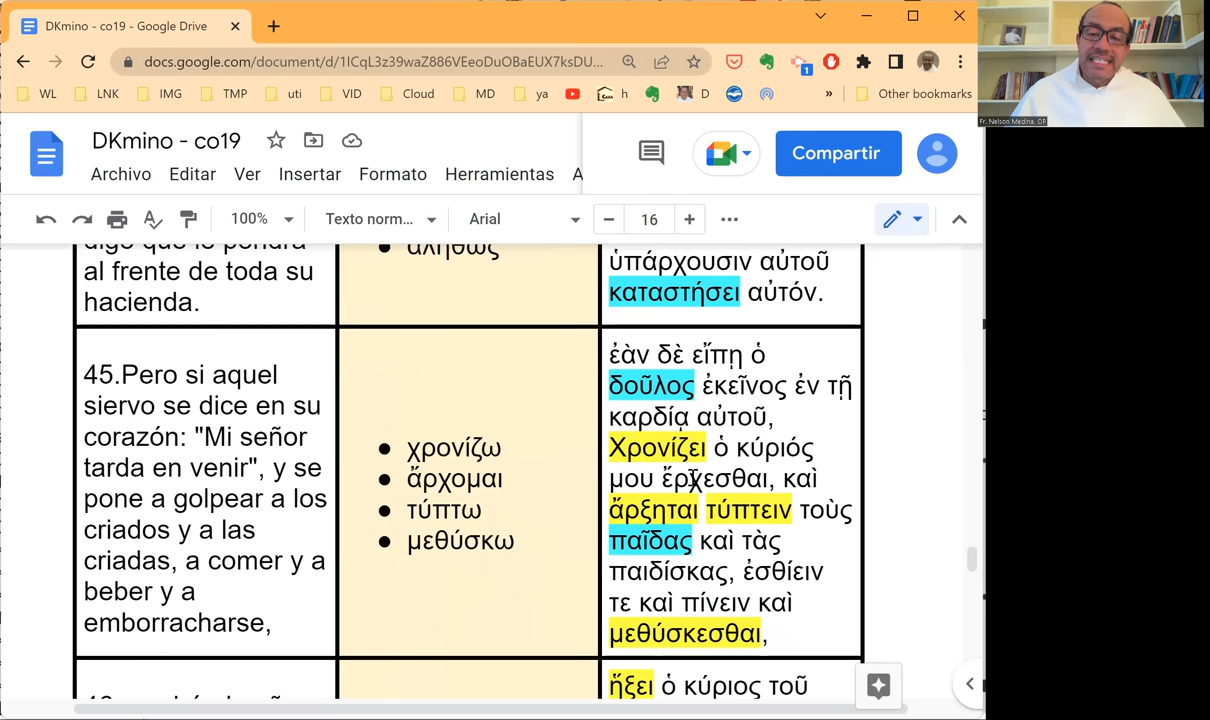 DKmino - co19 - Google Drive
docs.google.com/document/d/1ICqL3z39waZ886VEeoDuOBaEUX7ksDU...
WL LNK IMG TMP uti VID Cloud MD ya h D » Other bookmarks
Fr. Nelson Medina, OP
DKmino - co19
Compartir
Archivo Editar Ver Insertar Formato Herramientas A
100% Texto norm... Arial 16
al frente de toda su
hacienda.
ἀληθῶς
ὑπάρχουσιν αὐτοῦ
καταστήσει αὐτόν.
45.Pero si aquel
siervo se dice en su
corazón: "Mi señor
tarda en venir", y se
pone a golpear a los
criados y a las
criadas, a comer y a
beber y a
emborracharse,
● χρονίζω
● ἄρχομαι
● τύπτω
● μεθύσκω
ἐὰν δὲ εἴπῃ ὁ
δοῦλος ἐκεῖνος ἐν τῇ
καρδίᾳ αὐτοῦ,
Χρονίζει ὁ κύριός
μου ἔρχεσθαι, καὶ
ἄρξηται τύπτειν τοὺς
παῖδας καὶ τὰς
παιδίσκας, ἐσθίειν
τε καὶ πίνειν καὶ
μεθύσκεσθαι,
ἥξει ὁ κύριος τοῦ